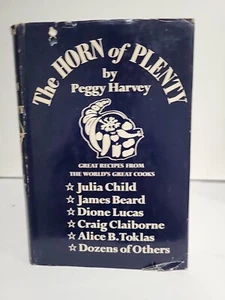 The HORN of PLENTY
by
Peggy Harvey
GREAT RECIPES FROM
THE WORLD'S GREAT COOKS
☆ Julia Child
☆ James Beard
☆ Dione Lucas
☆ Craig Claiborne
☆ Alice B. Toklas
☆ Dozens of Others